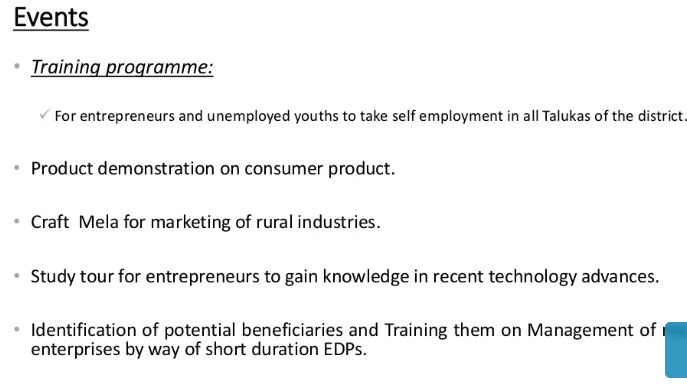 Events
• Training programme:
✓ For entrepreneurs and unemployed youths to take self employment in all Talukas of the district.
• Product demonstration on consumer product.
• Craft Mela for marketing of rural industries.
• Study tour for entrepreneurs to gain knowledge in recent technology advances.
• Identification of potential beneficiaries and Training them on Management of
enterprises by way of short duration EDPs.